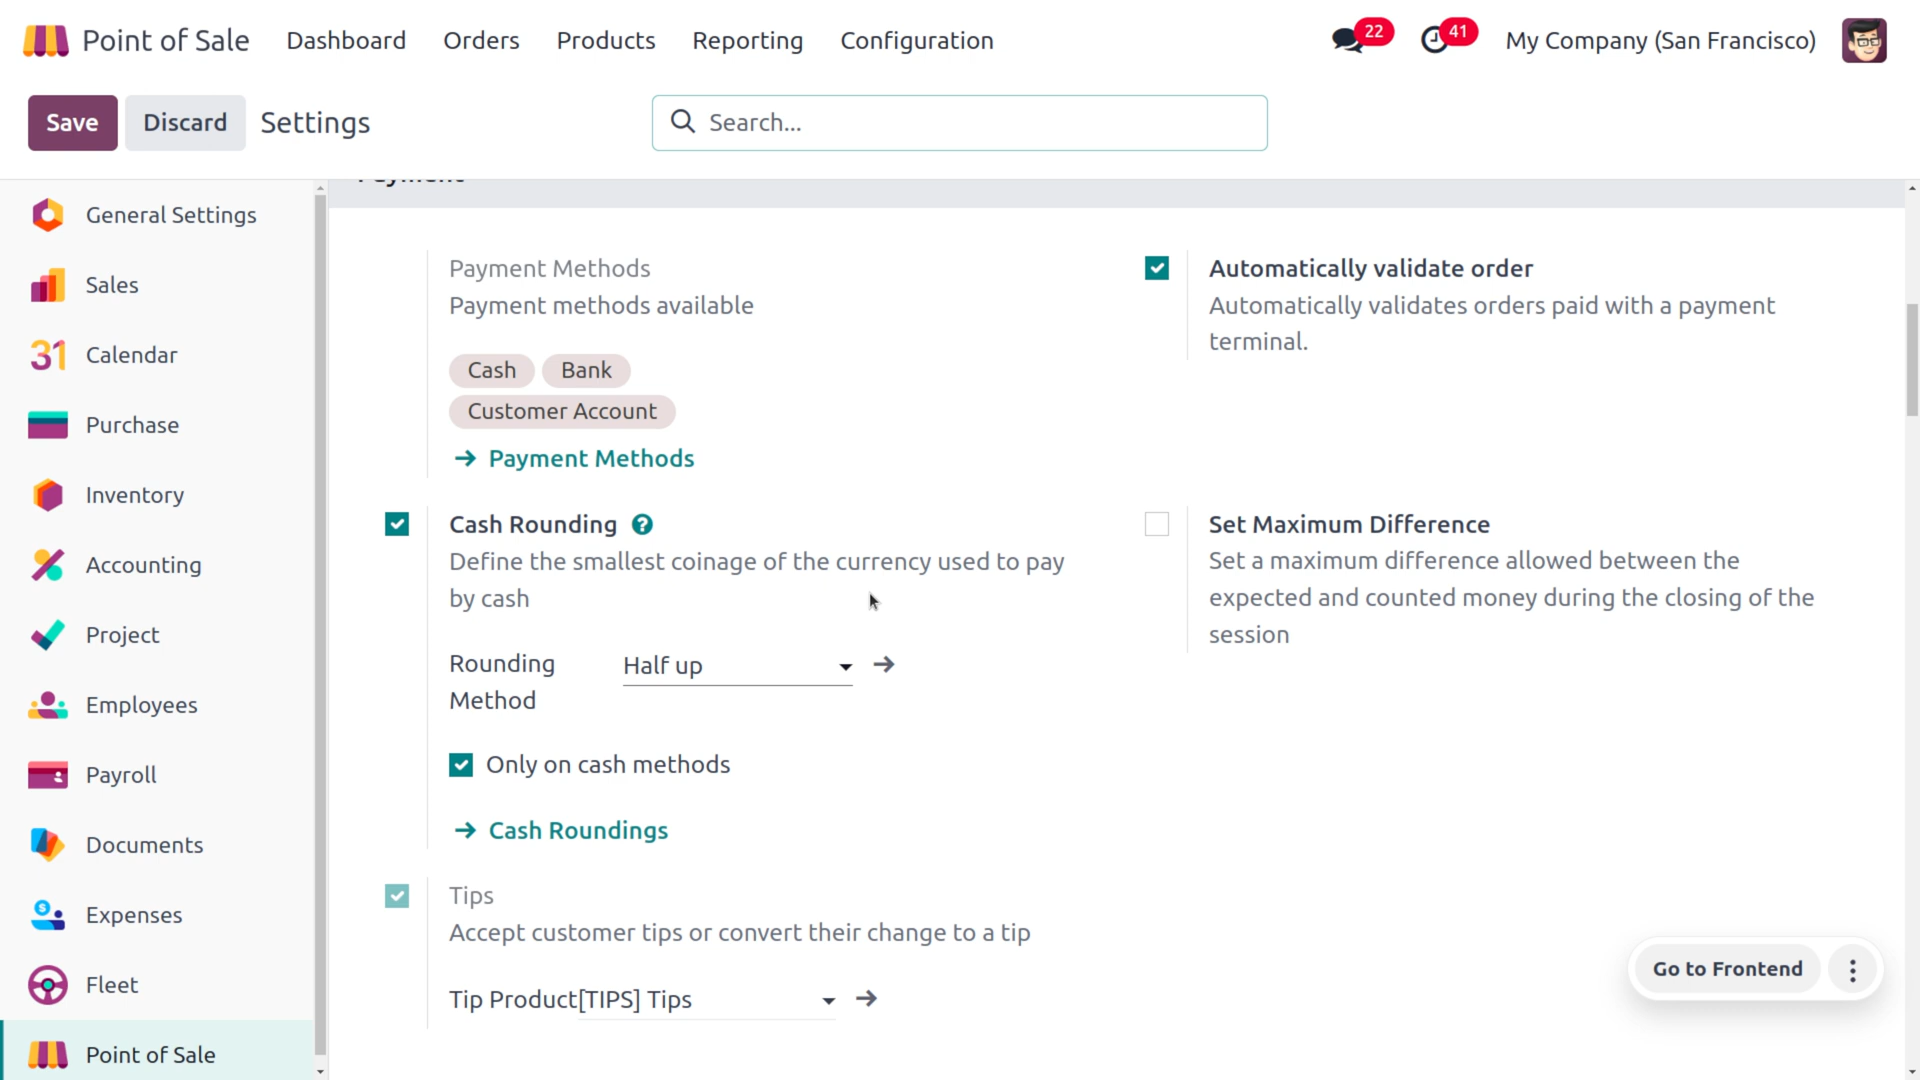 Point of Sale
Dashboard
Orders
Products
Reporting
Configuration
22
41
My Company (San Francisco)
Save
Discard
Settings
Search...
General Settings
Sales
31
Calendar
Purchase
Inventory
Accounting
Project
Employees
Payroll
Documents
Expenses
Fleet
Point of Sale
Payment
Payment Methods
Payment methods available
Cash
Bank
Customer Account
Payment Methods
Automatically validate order
Automatically validates orders paid with a payment
terminal.
Cash Rounding
Define the smallest coinage of the currency used to pay
by cash
Rounding
Method
Half up
Only on cash methods
Cash Roundings
Set Maximum Difference
Set a maximum difference allowed between the
expected and counted money during the closing of the
session
Tips
Accept customer tips or convert their change to a tip
Tip Product
[TIPS] Tips
Go to Frontend